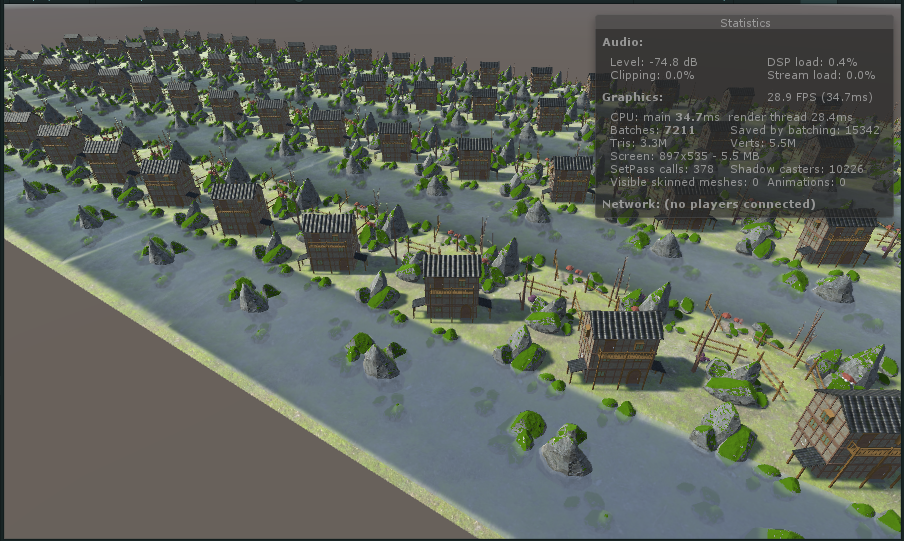 Statistics
Audio:
Level: -74.8 dB DSP load: 0.4%
Clipping: 0.0% Stream load: 0.0%
Graphics: 28.9 FPS (34.7ms)
CPU: main 34.7ms render thread 28.4ms
Batches: 7211 Saved by batching: 15342
Tris: 3.3M Verts: 5.5M
Screen: 897x535 - 5.5 MB
SetPass calls: 378 Shadow casters: 10226
Visible skinned meshes: 0 Animations: 0
Network: (no players connected)